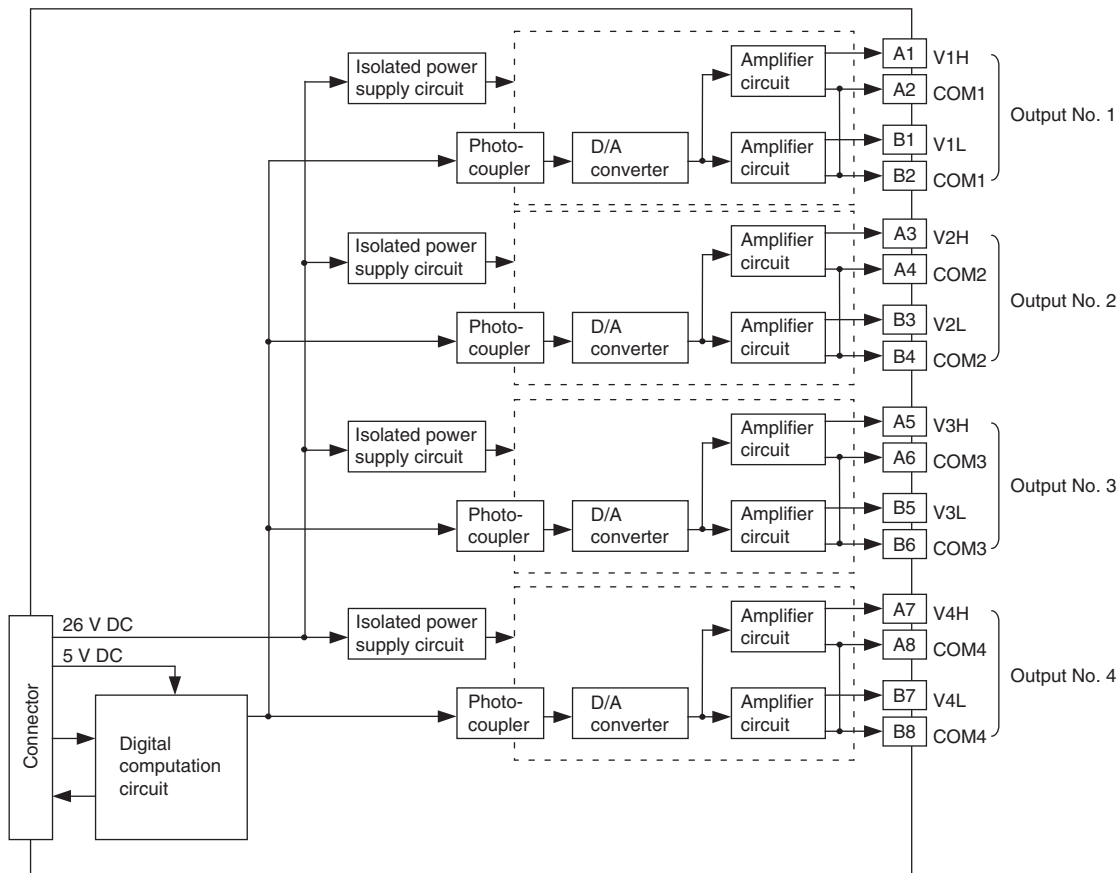 Isolated power
supply circuit
Amplifier
circuit
A1 V1H
A2 COM1
Output No. 1
Photo-
coupler
D/A
converter
Amplifier
circuit
B1 V1L
B2 COM1
Isolated power
supply circuit
Amplifier
circuit
A3 V2H
A4 COM2
Output No. 2
Photo-
coupler
D/A
converter
Amplifier
circuit
B3 V2L
B4 COM2
Isolated power
supply circuit
Amplifier
circuit
A5 V3H
A6 COM3
Output No. 3
Photo-
coupler
D/A
converter
Amplifier
circuit
B5 V3L
B6 COM3
26 V DC
5 V DC
Isolated power
supply circuit
Amplifier
circuit
A7 V4H
A8 COM4
Output No. 4
Photo-
coupler
D/A
converter
Amplifier
circuit
B7 V4L
B8 COM4
Connector
Digital
computation
circuit